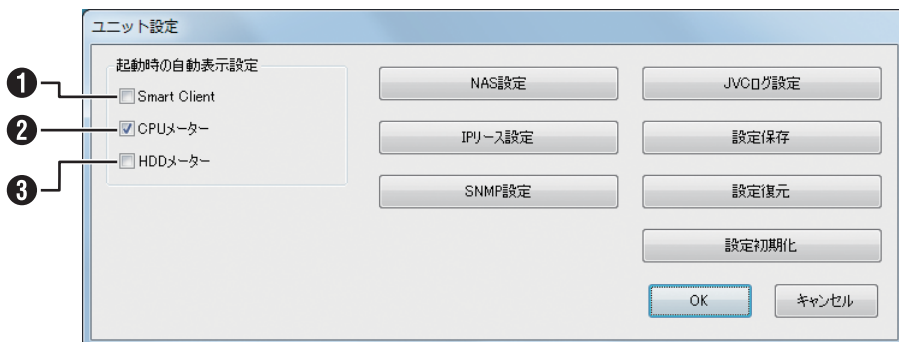 ユニット設定
起動時の自動表示設定
❶ Smart Client
❷ CPUメーター
❸ HDDメーター
NAS設定
JVCログ設定
IPリース設定
設定保存
SNMP設定
設定復元
設定初期化
OK
キャンセル